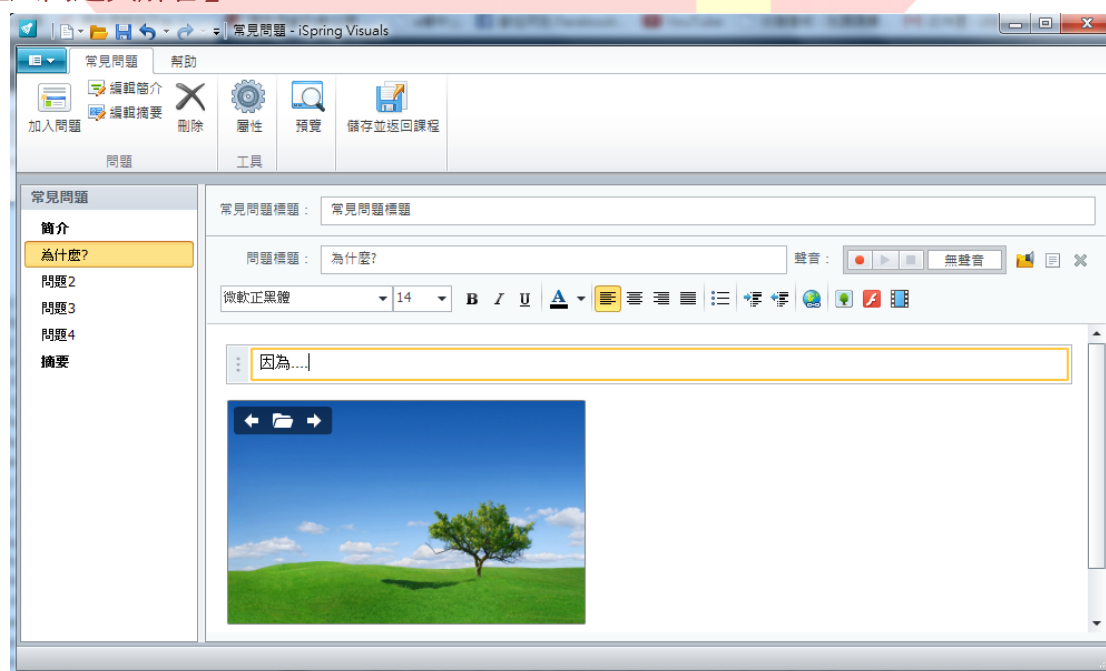 常見問題 - iSpring Visuals
常見問題 幫助
加入問題
編輯簡介
編輯摘要
刪除
屬性
預覽
儲存並返回課程
問題
工具
常見問題
簡介
為什麼?
問題2
問題3
問題4
摘要
常見問題標題： 常見問題標題
問題標題： 為什麼? 聲音： 無聲音
微軟正黑體 14 B I U A
因為....